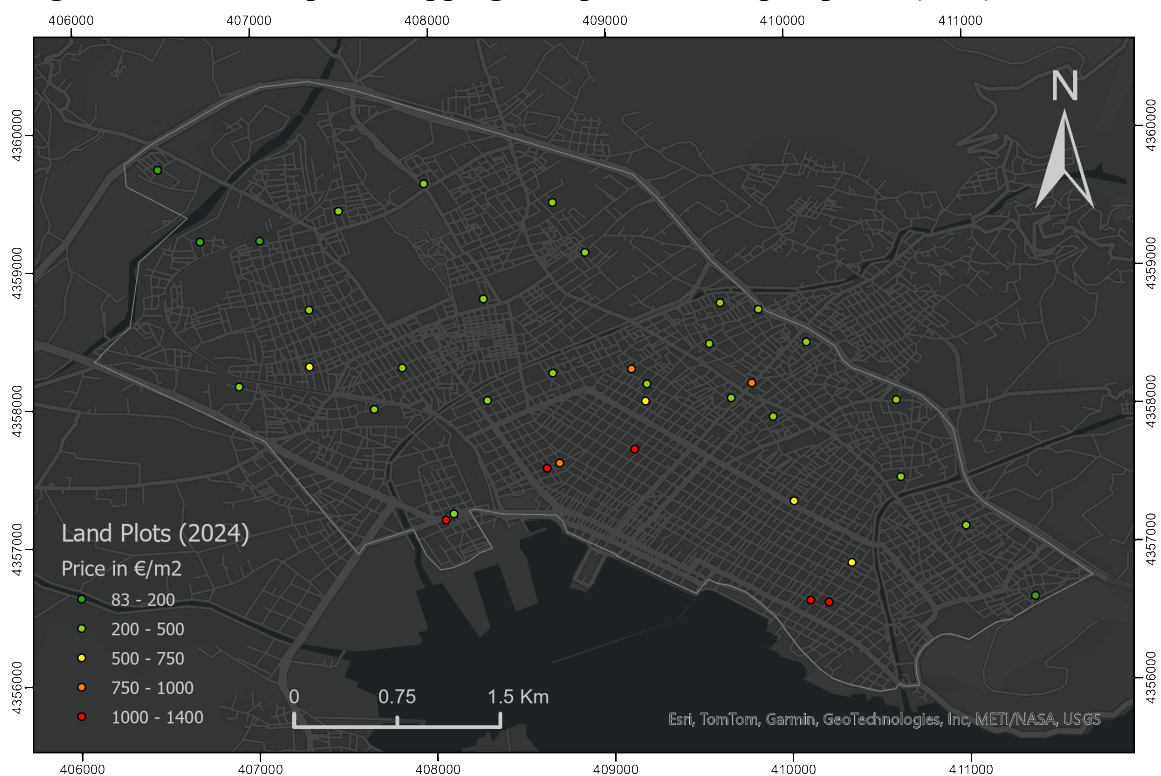 406000 407000 408000 409000 410000 411000
N
4360000 4360000
4359000 4359000
4358000 4358000
4357000 4357000
4356000 4356000
Land Plots (2024)
Price in €/m2
83 - 200
200 - 500
500 - 750
750 - 1000
1000 - 1400
0 0.75 1.5 Km
Esri, TomTom, Garmin, GeoTechnologies, Inc, METI/NASA, USGS
406000 407000 408000 409000 410000 411000